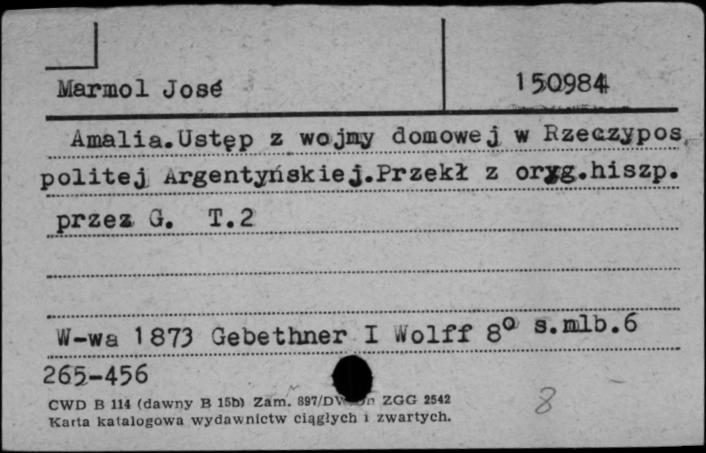 Marmol José
150984
Amalia.Ustęp z wojny domowej w Rzeczypos
politej Argentyńskiej.Przekł z oryg.hiszp.
przez G. T.2
W-wa 1873 Gebethner I Wolff 8° s.mlb.6
265-456
CWD B 114 (dawny B 15b) Zam. 897/DW ZGG 2542
Karta katalogowa wydawnictw ciągłych i zwartych.
8